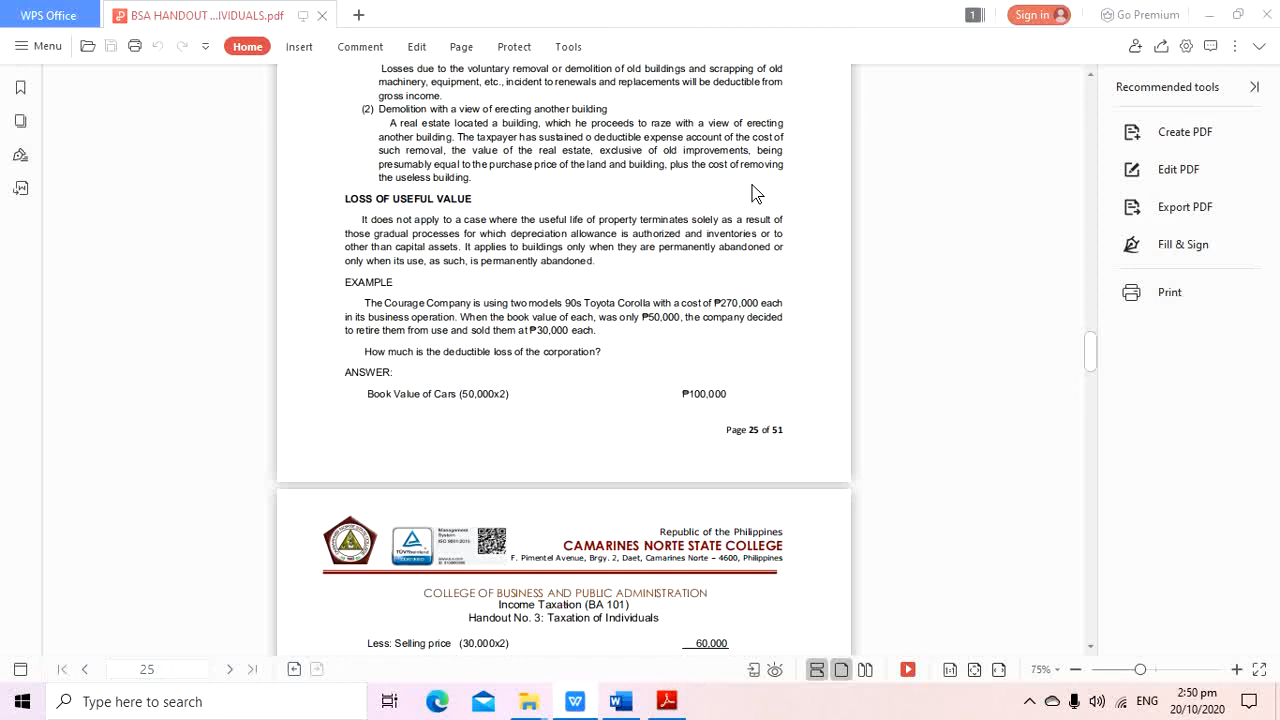 WPS Office
BSA HANDOUT ...IVIDUALS.pdf
1
Sign in
Go Premium
Menu
Home
Insert
Comment
Edit
Page
Protect
Tools
Losses due to the voluntary removal or demolition of old buildings and scrapping of old
machinery, equipment, etc., incident to renewals and replacements will be deductible from
gross income.
(2) Demolition with a view of erecting another building
A real estate located a building, which he proceeds to raze with a view of erecting
another building. The taxpayer has sustained o deductible expense account of the cost of
such removal, the value of the real estate, exclusive of old improvements, being
presumably equal to the purchase price of the land and building, plus the cost of removing
the useless building.
LOSS OF USEFUL VALUE
It does not apply to a case where the useful life of property terminates solely as a result of
those gradual processes for which depreciation allowance is authorized and inventories or to
other than capital assets. It applies to buildings only when they are permanently abandoned or
only when its use, as such, is permanently abandoned.
EXAMPLE
The Courage Company is using two models 90s Toyota Corolla with a cost of ₱270,000 each
in its business operation. When the book value of each, was only ₱50,000, the company decided
to retire them from use and sold them at ₱30,000 each.
How much is the deductible loss of the corporation?
ANSWER:
Book Value of Cars (50,000x2) ₱100,000
Page 25 of 51
Management
System
ISO 9001:2015
Republic of the Philippines
CAMARINES NORTE STATE COLLEGE
F. Pimentel Avenue, Brgy. 2, Daet, Camarines Norte – 4600, Philippines
COLLEGE OF BUSINESS AND PUBLIC ADMINISTRATION
Income Taxation (BA 101)
Handout No. 3: Taxation of Individuals
Less: Selling price (30,000x2) 60,000
Recommended tools
Create PDF
Edit PDF
Export PDF
Fill & Sign
Print
25
75%
Type here to search
ENG
2:50 pm
20/10/2020